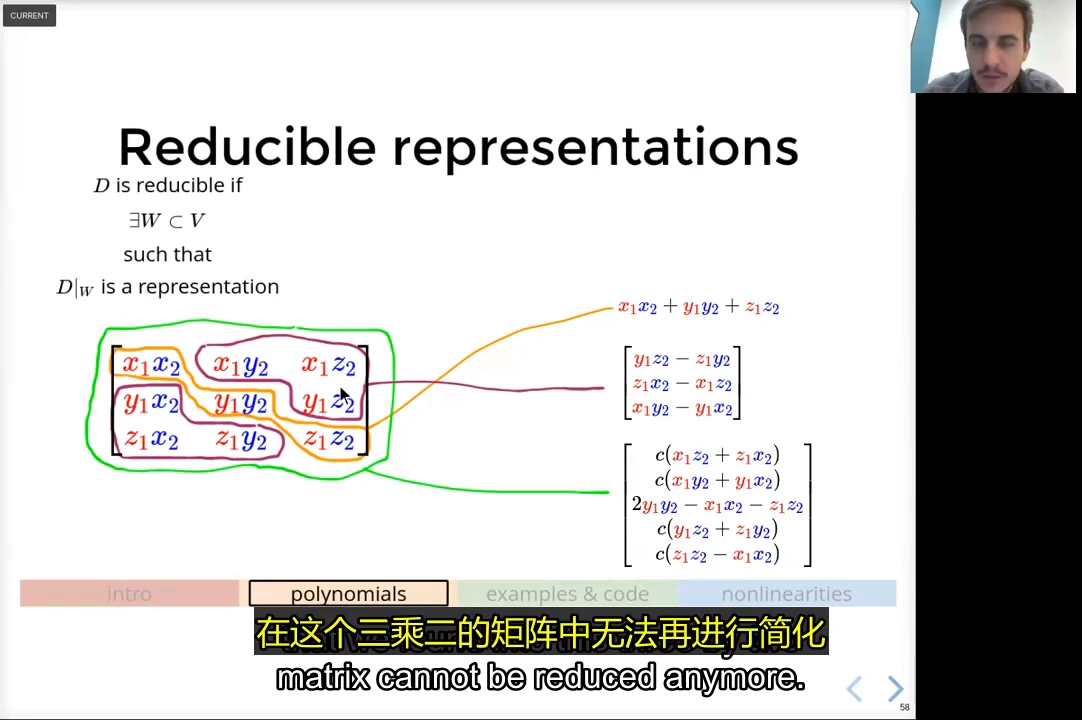 CURRENT
Reducible representations
D is reducible if
∃W ⊂ V
such that
D|_W is a representation
x₁x₂ x₁y₂ x₁z₂
y₁x₂ y₁y₂ y₁z₂
z₁x₂ z₁y₂ z₁z₂
x₁x₂ + y₁y₂ + z₁z₂
y₁z₂ − z₁y₂
z₁x₂ − x₁z₂
x₁y₂ − y₁x₂
c(x₁z₂ + z₁x₂)
c(x₁y₂ + y₁x₂)
2y₁y₂ − x₁x₂ − z₁z₂
c(y₁z₂ + z₁y₂)
c(z₁z₂ − x₁x₂)
intro polynomials examples & code nonlinearities
在这个三乘二的矩阵中无法再进行简化
matrix cannot be reduced anymore.
58